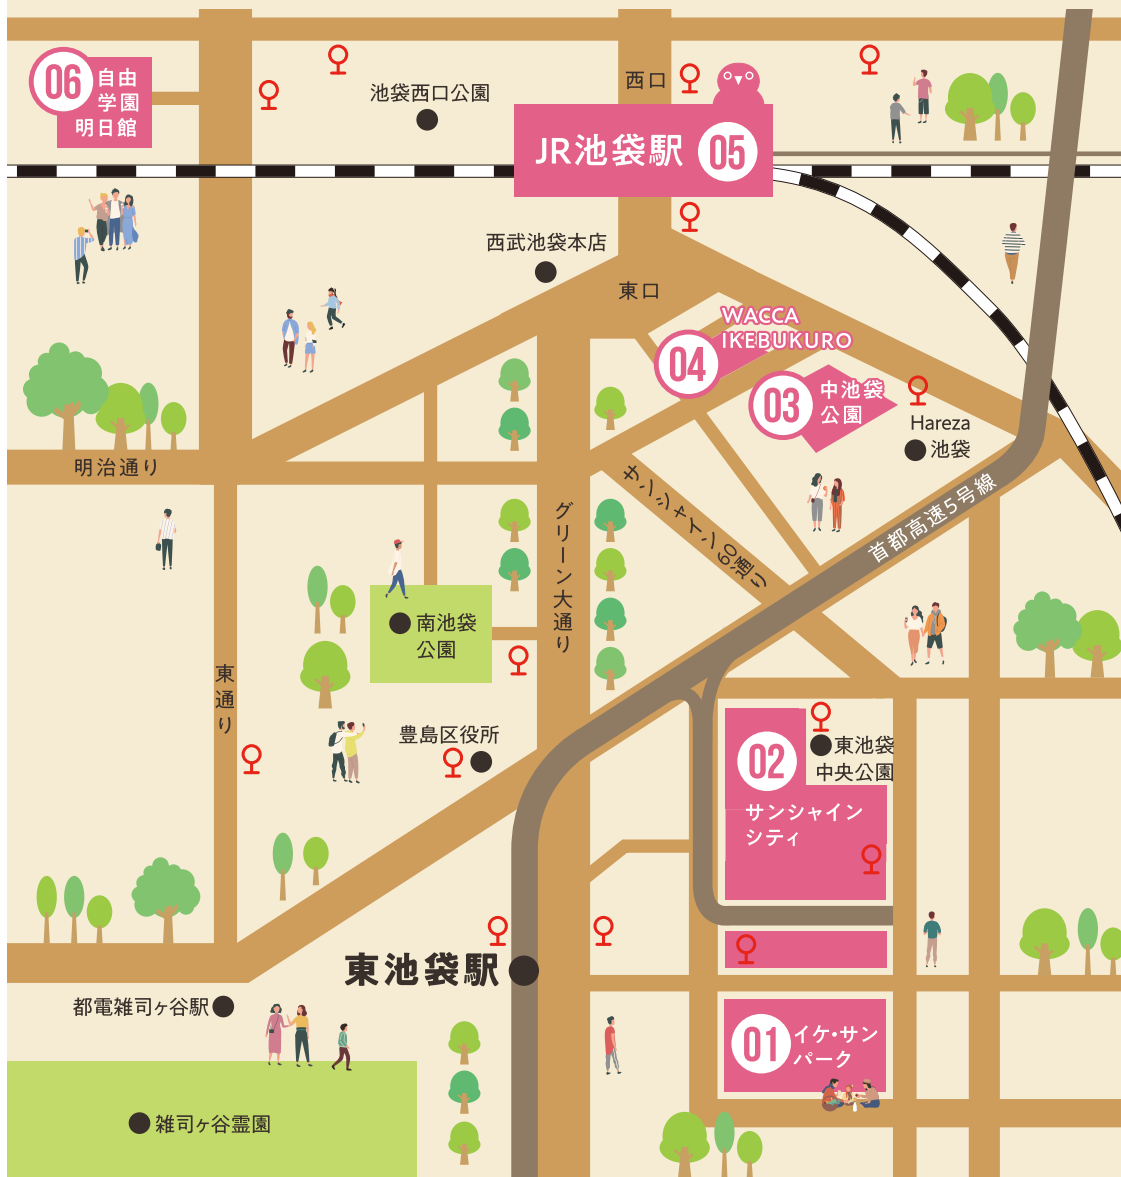 06
自由
学園
明日館
池袋西口公園
西口
JR池袋駅
05
西武池袋本店
東口
WACCA
IKEBUKURO
04
03
中池袋
公園
Hareza
池袋
明治通り
サンシャイン60通り
首都高速5号線
グリーン大通り
南池袋
公園
東通り
豊島区役所
02
サンシャイン
シティ
東池袋
中央公園
東池袋駅
都電雑司ヶ谷駅
01
イケ・サン
パーク
雑司ヶ谷霊園